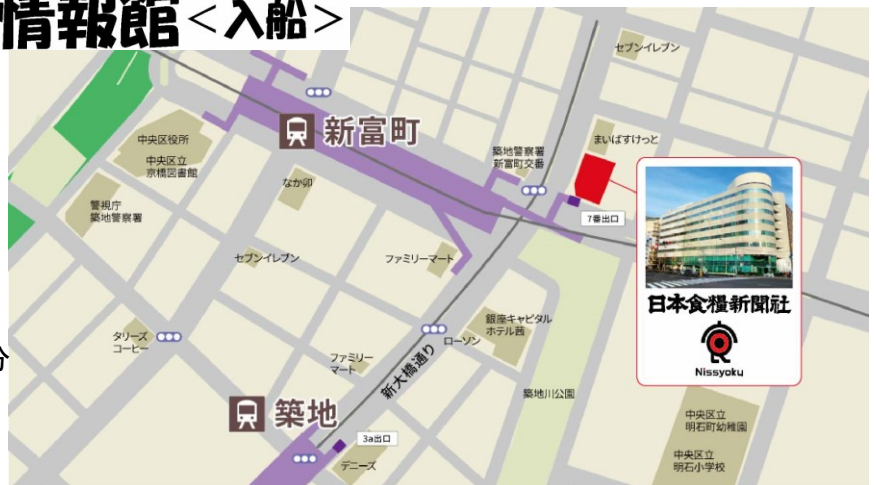 情報館<入船>
セブンイレブン
中央区役所
中央区立
京橋図書館
新富町
築地警察署
新富町交番
まいばすけっと
なか卯
警視庁
築地警察署
7番出口
セブンイレブン
ファミリーマート
日本食糧新聞社
Nissyoku
タリーズ
コーヒー
分
ファミリー
マート
新大橋通り
ローソン
銀座キャピタル
ホテル茜
築地川公園
築地
3a出口
デニーズ
中央区立
明石町幼稚園
中央区立
明石小学校